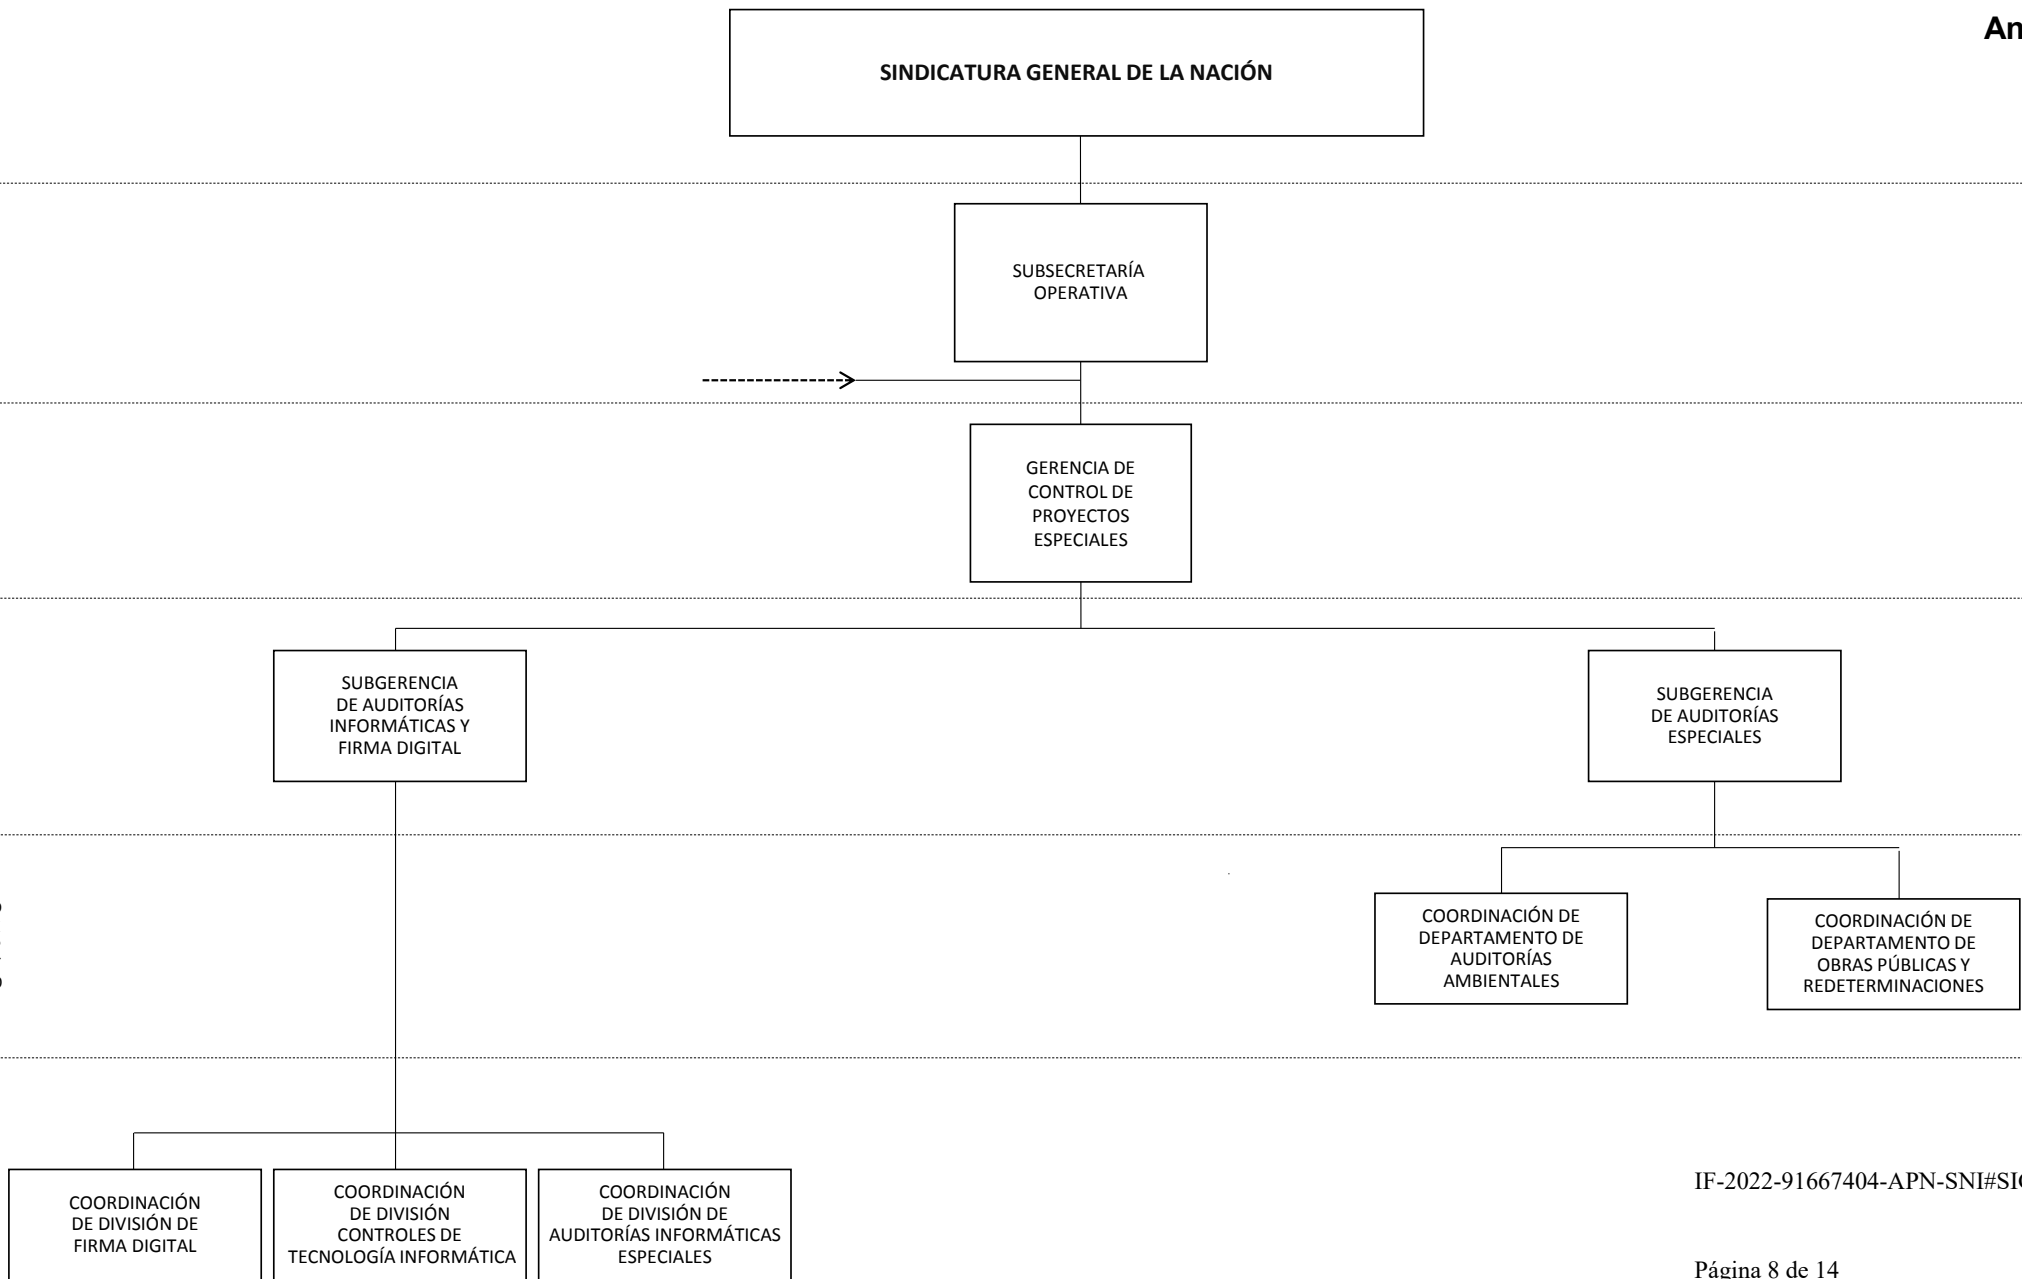 An
SINDICATURA GENERAL DE LA NACIÓN
SUBSECRETARÍA
OPERATIVA
GERENCIA DE
CONTROL DE
PROYECTOS
ESPECIALES
SUBGERENCIA
DE AUDITORÍAS
INFORMÁTICAS Y
FIRMA DIGITAL
SUBGERENCIA
DE AUDITORÍAS
ESPECIALES
COORDINACIÓN DE
DEPARTAMENTO DE
AUDITORÍAS
AMBIENTALES
COORDINACIÓN DE
DEPARTAMENTO DE
OBRAS PÚBLICAS Y
REDETERMINACIONES
COORDINACIÓN
DE DIVISIÓN DE
FIRMA DIGITAL
COORDINACIÓN
DE DIVISIÓN
CONTROLES DE
TECNOLOGÍA INFORMÁTICA
COORDINACIÓN
DE DIVISIÓN DE
AUDITORÍAS INFORMÁTICAS
ESPECIALES
IF-2022-91667404-APN-SNI#SI
Página 8 de 14